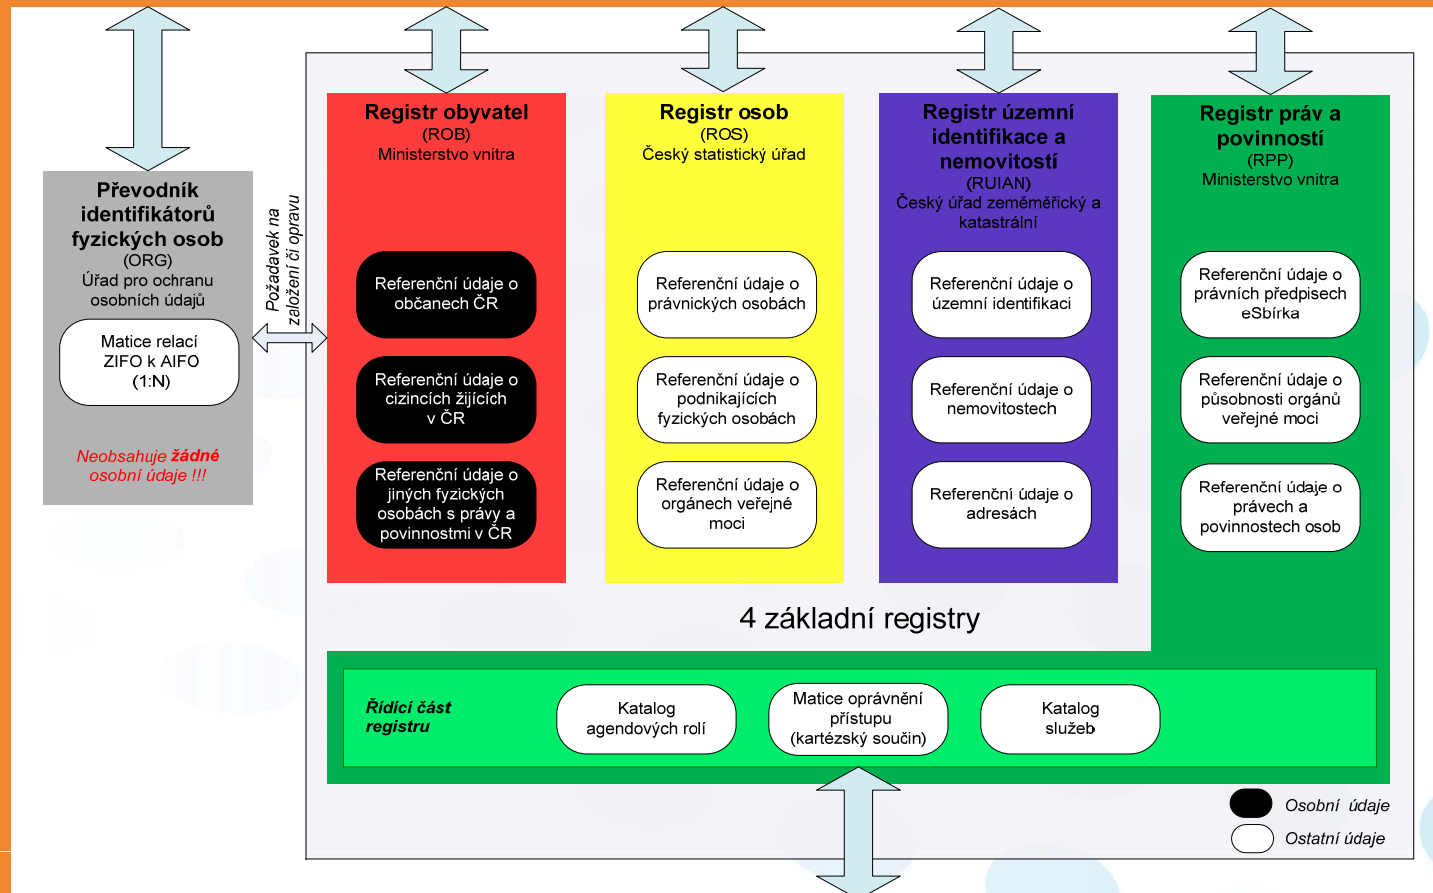 Převodník
identifikátorů
fyzických osob
(ORG)
Úřad pro ochranu
osobních údajů
Matice relací
ZIFO k AIFO
(1:N)
Neobsahuje žádné
osobní údaje !!!
Požadavek na
založení či opravu
Registr obyvatel
(ROB)
Ministerstvo vnitra
Referenční údaje o
občanech ČR
Referenční údaje o
cizincích žijících
v ČR
Referenční údaje o
jiných fyzických
osobách s právy a
povinnostmi v ČR
Registr osob
(ROS)
Český statistický úřad
Referenční údaje o
právnických osobách
Referenční údaje o
podnikajících
fyzických osobách
Referenční údaje o
orgánech veřejné
moci
Registr územní
identifikace a
nemovitostí
(RUIAN)
Český úřad zeměměřický a
katastrální
Referenční údaje o
územní identifikaci
Referenční údaje o
nemovitostech
Referenční údaje o
adresách
Registr práv a
povinností
(RPP)
Ministerstvo vnitra
Referenční údaje o
právních předpisech
eSbírka
Referenční údaje o
působnosti orgánů
veřejné moci
Referenční údaje o
právech a
povinnostech osob
4 základní registry
Řídící část
registru
Katalog
agendových rolí
Matice oprávnění
přístupu
(kartézský součin)
Katalog
služeb
Osobní údaje
Ostatní údaje